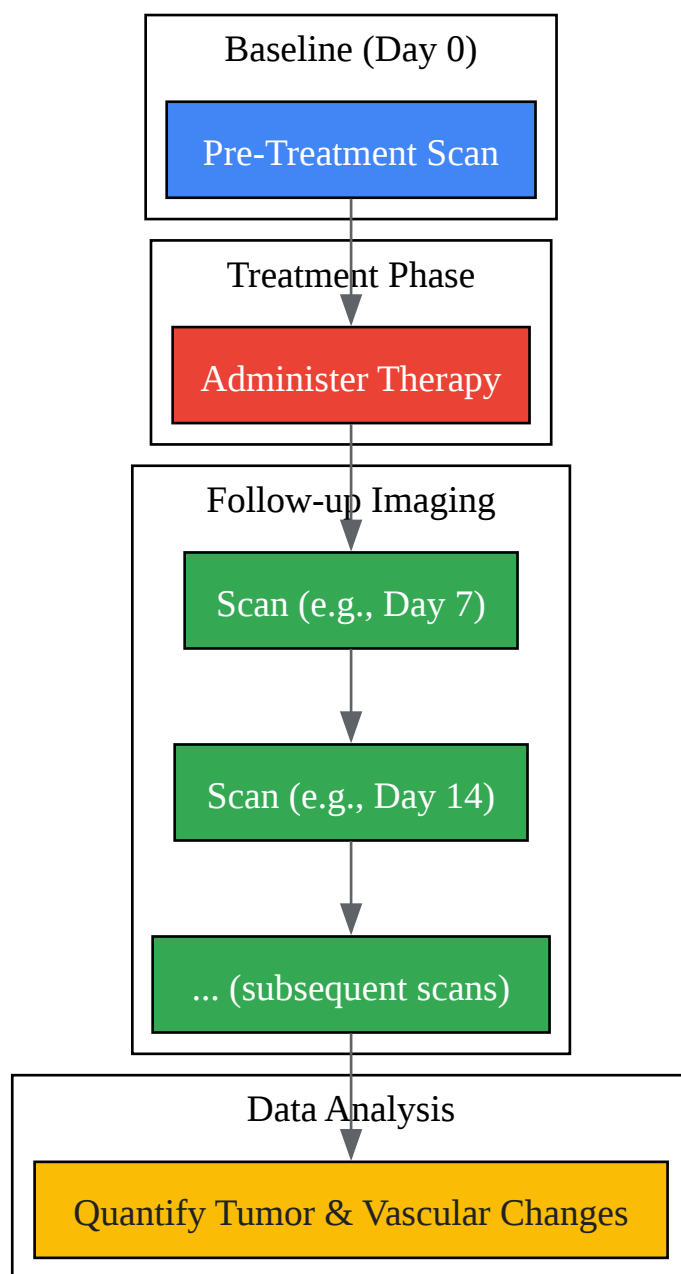 Baseline (Day 0)
Pre-Treatment Scan
Treatment Phase
Administer Therapy
Follow-up Imaging
Scan (e.g., Day 7)
Scan (e.g., Day 14)
... (subsequent scans)
Data Analysis
Quantify Tumor & Vascular Changes